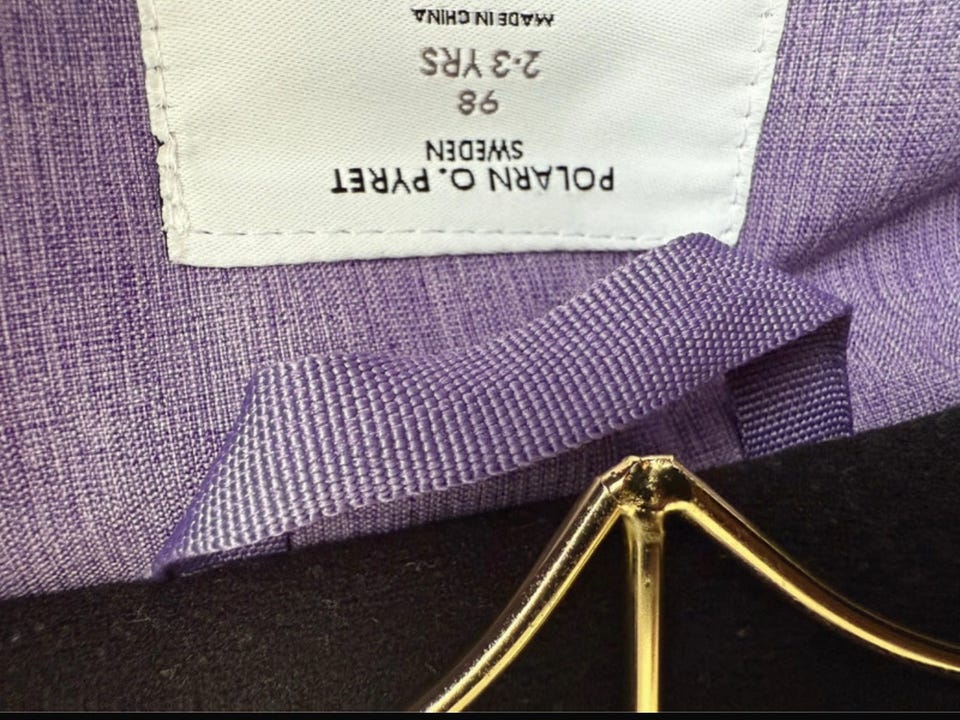 POLARN O. PYRET
SWEDEN
98
2-3 YRS
MADE IN CHINA